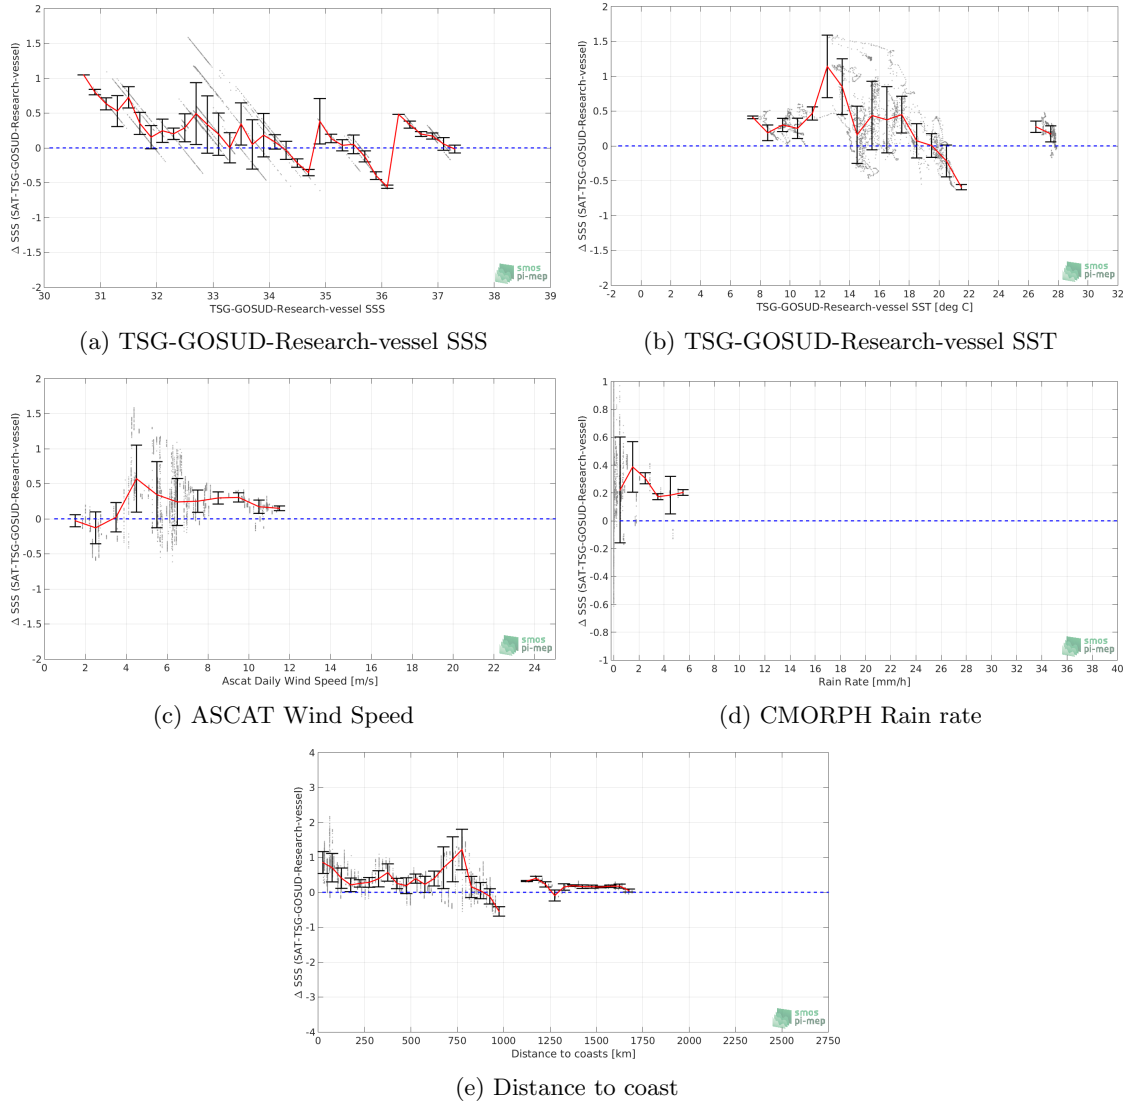 Δ SSS (SAT-TSG-GOSUD-Research-vessel)
2
1.5
1
0.5
0
-0.5
-1
-1.5
-2
30 31 32 33 34 35 36 37 38 39
TSG-GOSUD-Research-vessel SSS
smos
pi-mep
(a) TSG-GOSUD-Research-vessel SSS
Δ SSS (SAT-TSG-GOSUD-Research-vessel)
2
1.5
1
0.5
0
-0.5
-1
-1.5
-2
-2 0 2 4 6 8 10 12 14 16 18 20 22 24 26 28 30 32
TSG-GOSUD-Research-vessel SST [deg C]
smos
pi-mep
(b) TSG-GOSUD-Research-vessel SST
Δ SSS (SAT-TSG-GOSUD-Research-vessel)
2
1.5
1
0.5
0
-0.5
-1
-1.5
-2
0 2 4 6 8 10 12 14 16 18 20 22 24
Ascat Daily Wind Speed [m/s]
smos
pi-mep
(c) ASCAT Wind Speed
Δ SSS (SAT-TSG-GOSUD-Research-vessel)
1
0.8
0.6
0.4
0.2
0
-0.2
-0.4
-0.6
-0.8
-1
0 2 4 6 8 10 12 14 16 18 20 22 24 26 28 30 32 34 36 38 40
Rain Rate [mm/h]
smos
pi-mep
(d) CMORPH Rain rate
Δ SSS (SAT-TSG-GOSUD-Research-vessel)
4
3
2
1
0
-1
-2
-3
-4
0 250 500 750 1000 1250 1500 1750 2000 2250 2500 2750
Distance to coasts [km]
smos
pi-mep
(e) Distance to coast